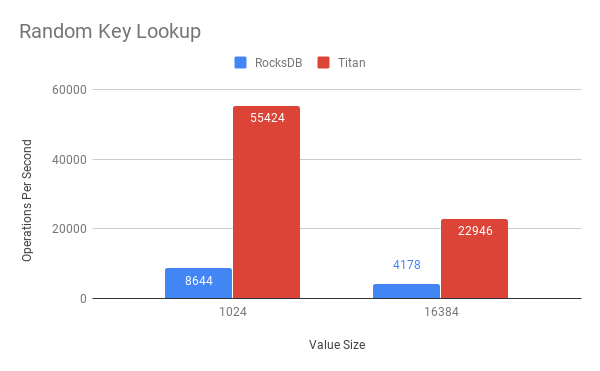 Random Key Lookup
RocksDB Titan
60000
40000
20000
0
Operations Per Second
8644
55424
4178
22946
1024 16384
Value Size